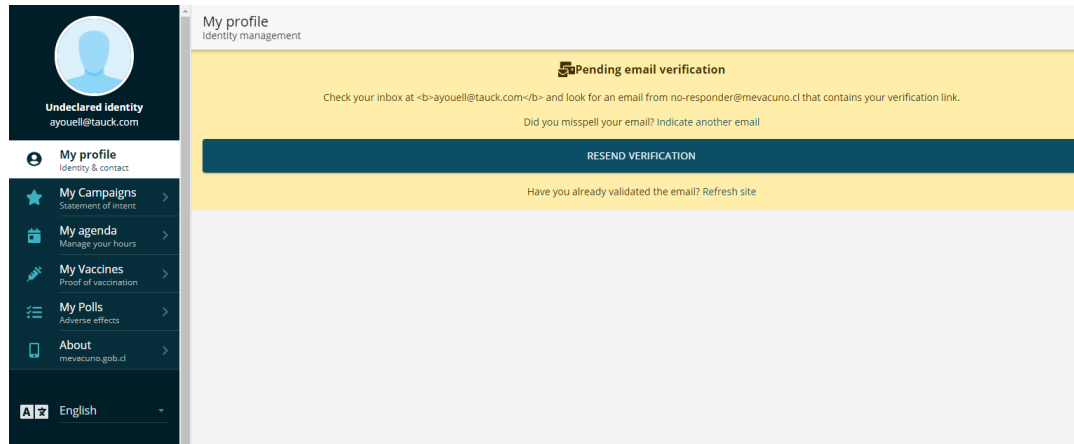 Undeclared identity
ayouell@tauck.com
My profile
Identity & contact
My Campaigns
Statement of intent
My agenda
Manage your hours
My Vaccines
Proof of vaccination
My Polls
Adverse effects
About
mevacuno.gob.cl
A
English
My profile
Identity management
Pending email verification
Check your inbox at <b>ayouell@tauck.com</b> and look for an email from no-responder@mevacuno.cl that contains your verification link.
Did you misspell your email? Indicate another email
RESEND VERIFICATION
Have you already validated the email? Refresh site